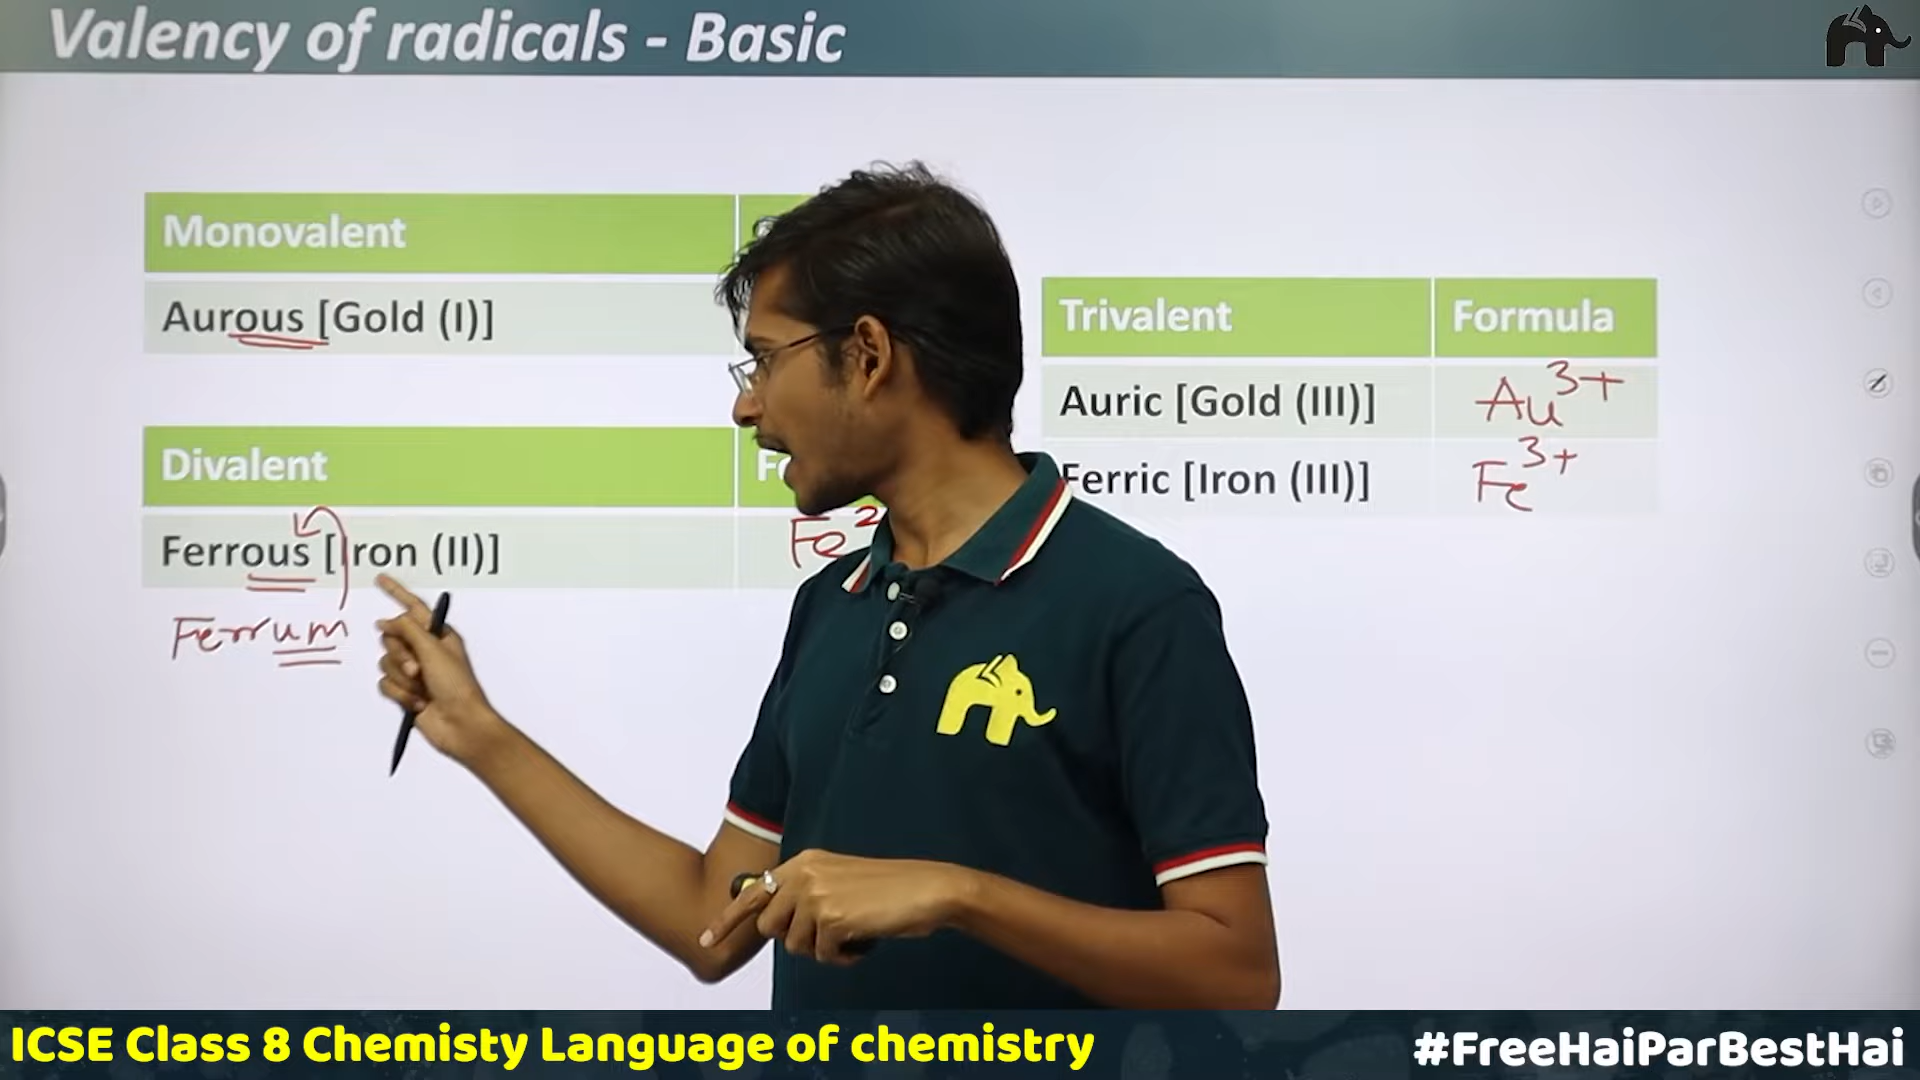 Valency of radicals - Basic
Monovalent
Aurous [Gold (I)]
Divalent
Ferrous [Iron (II)]
Fe2
Ferrum
Trivalent Formula
Auric [Gold (III)] Au3+
Ferric [Iron (III)] Fe3+
ICSE Class 8 Chemisty Language of chemistry
#FreeHaiParBestHai